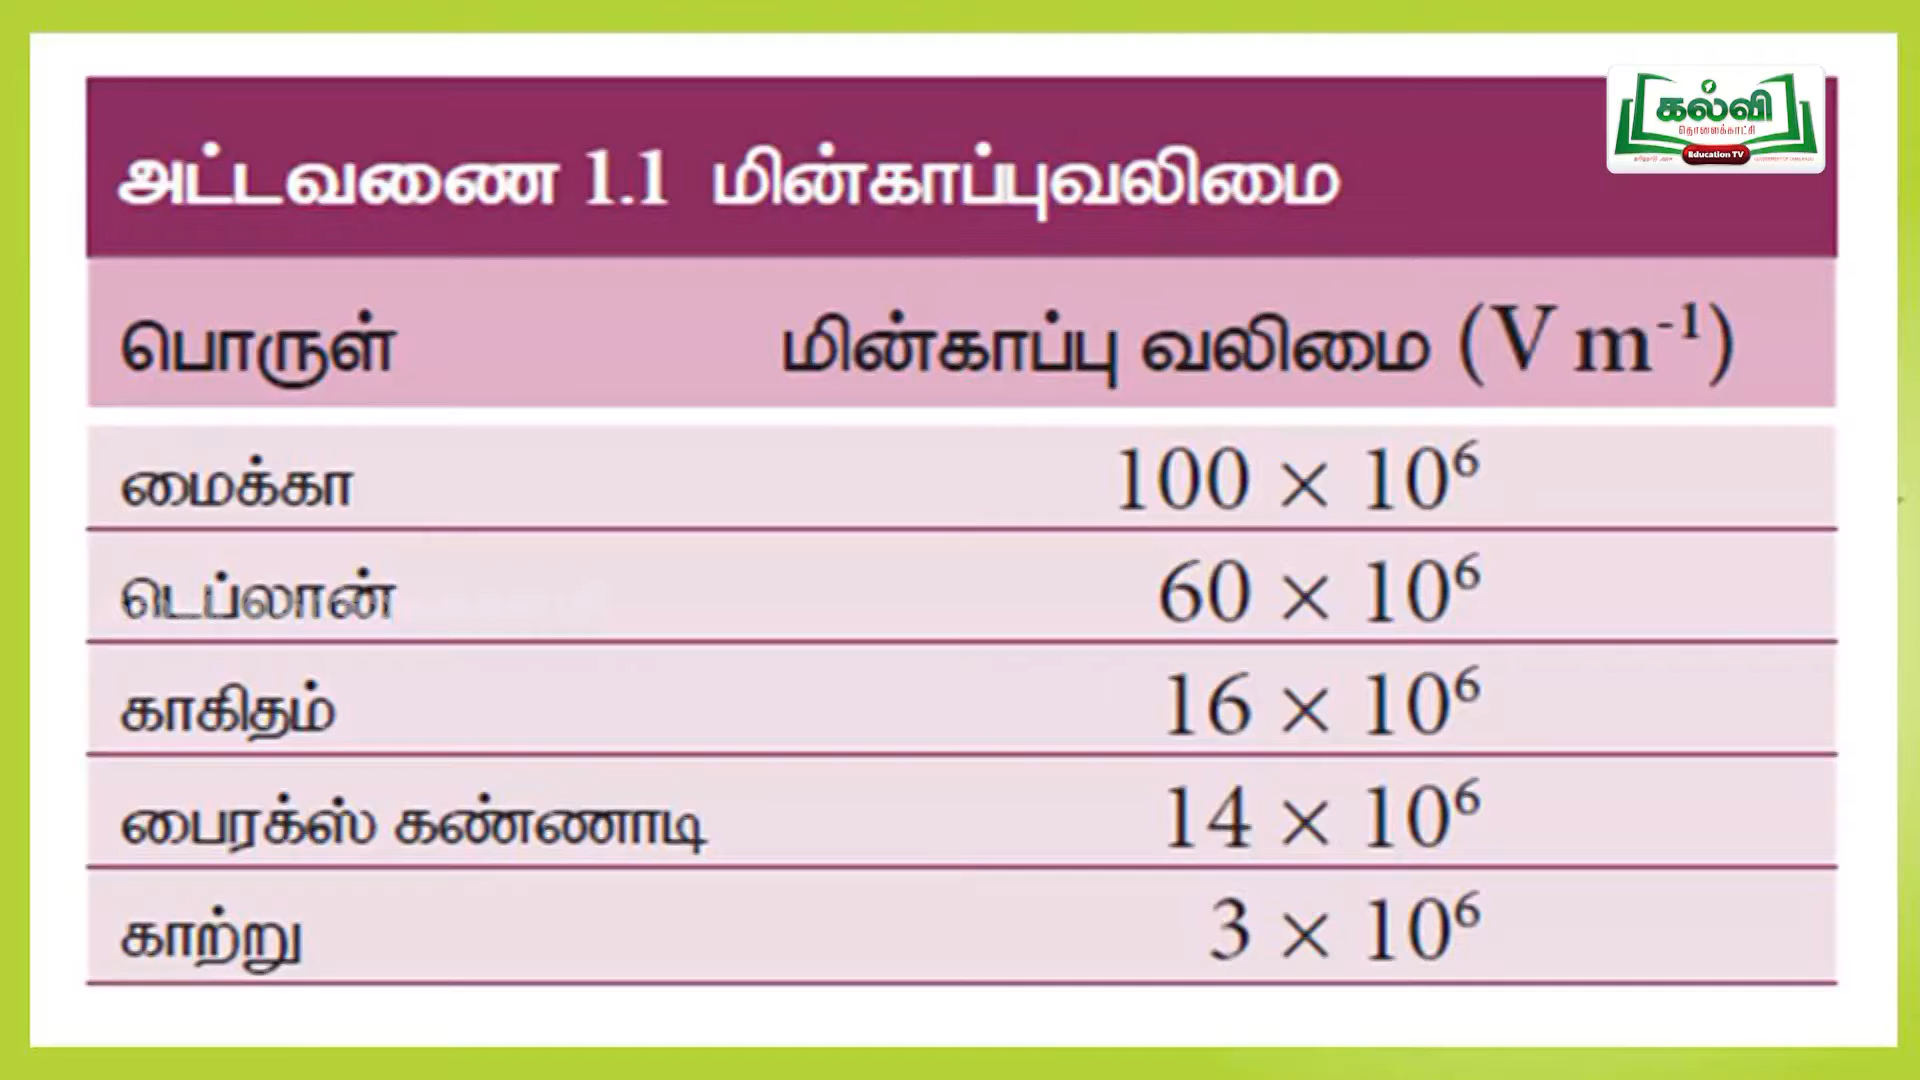 கல்வி
தொலைக்காட்சி
Education TV
அட்டவணை 1.1 மின்காப்புவலிமை
பொருள் மின்காப்பு வலிமை (V m⁻¹)
மைக்கா 100 × 10⁶
டெப்லான் 60 × 10⁶
காகிதம் 16 × 10⁶
பைரக்ஸ் கண்ணாடி 14 × 10⁶
காற்று 3 × 10⁶